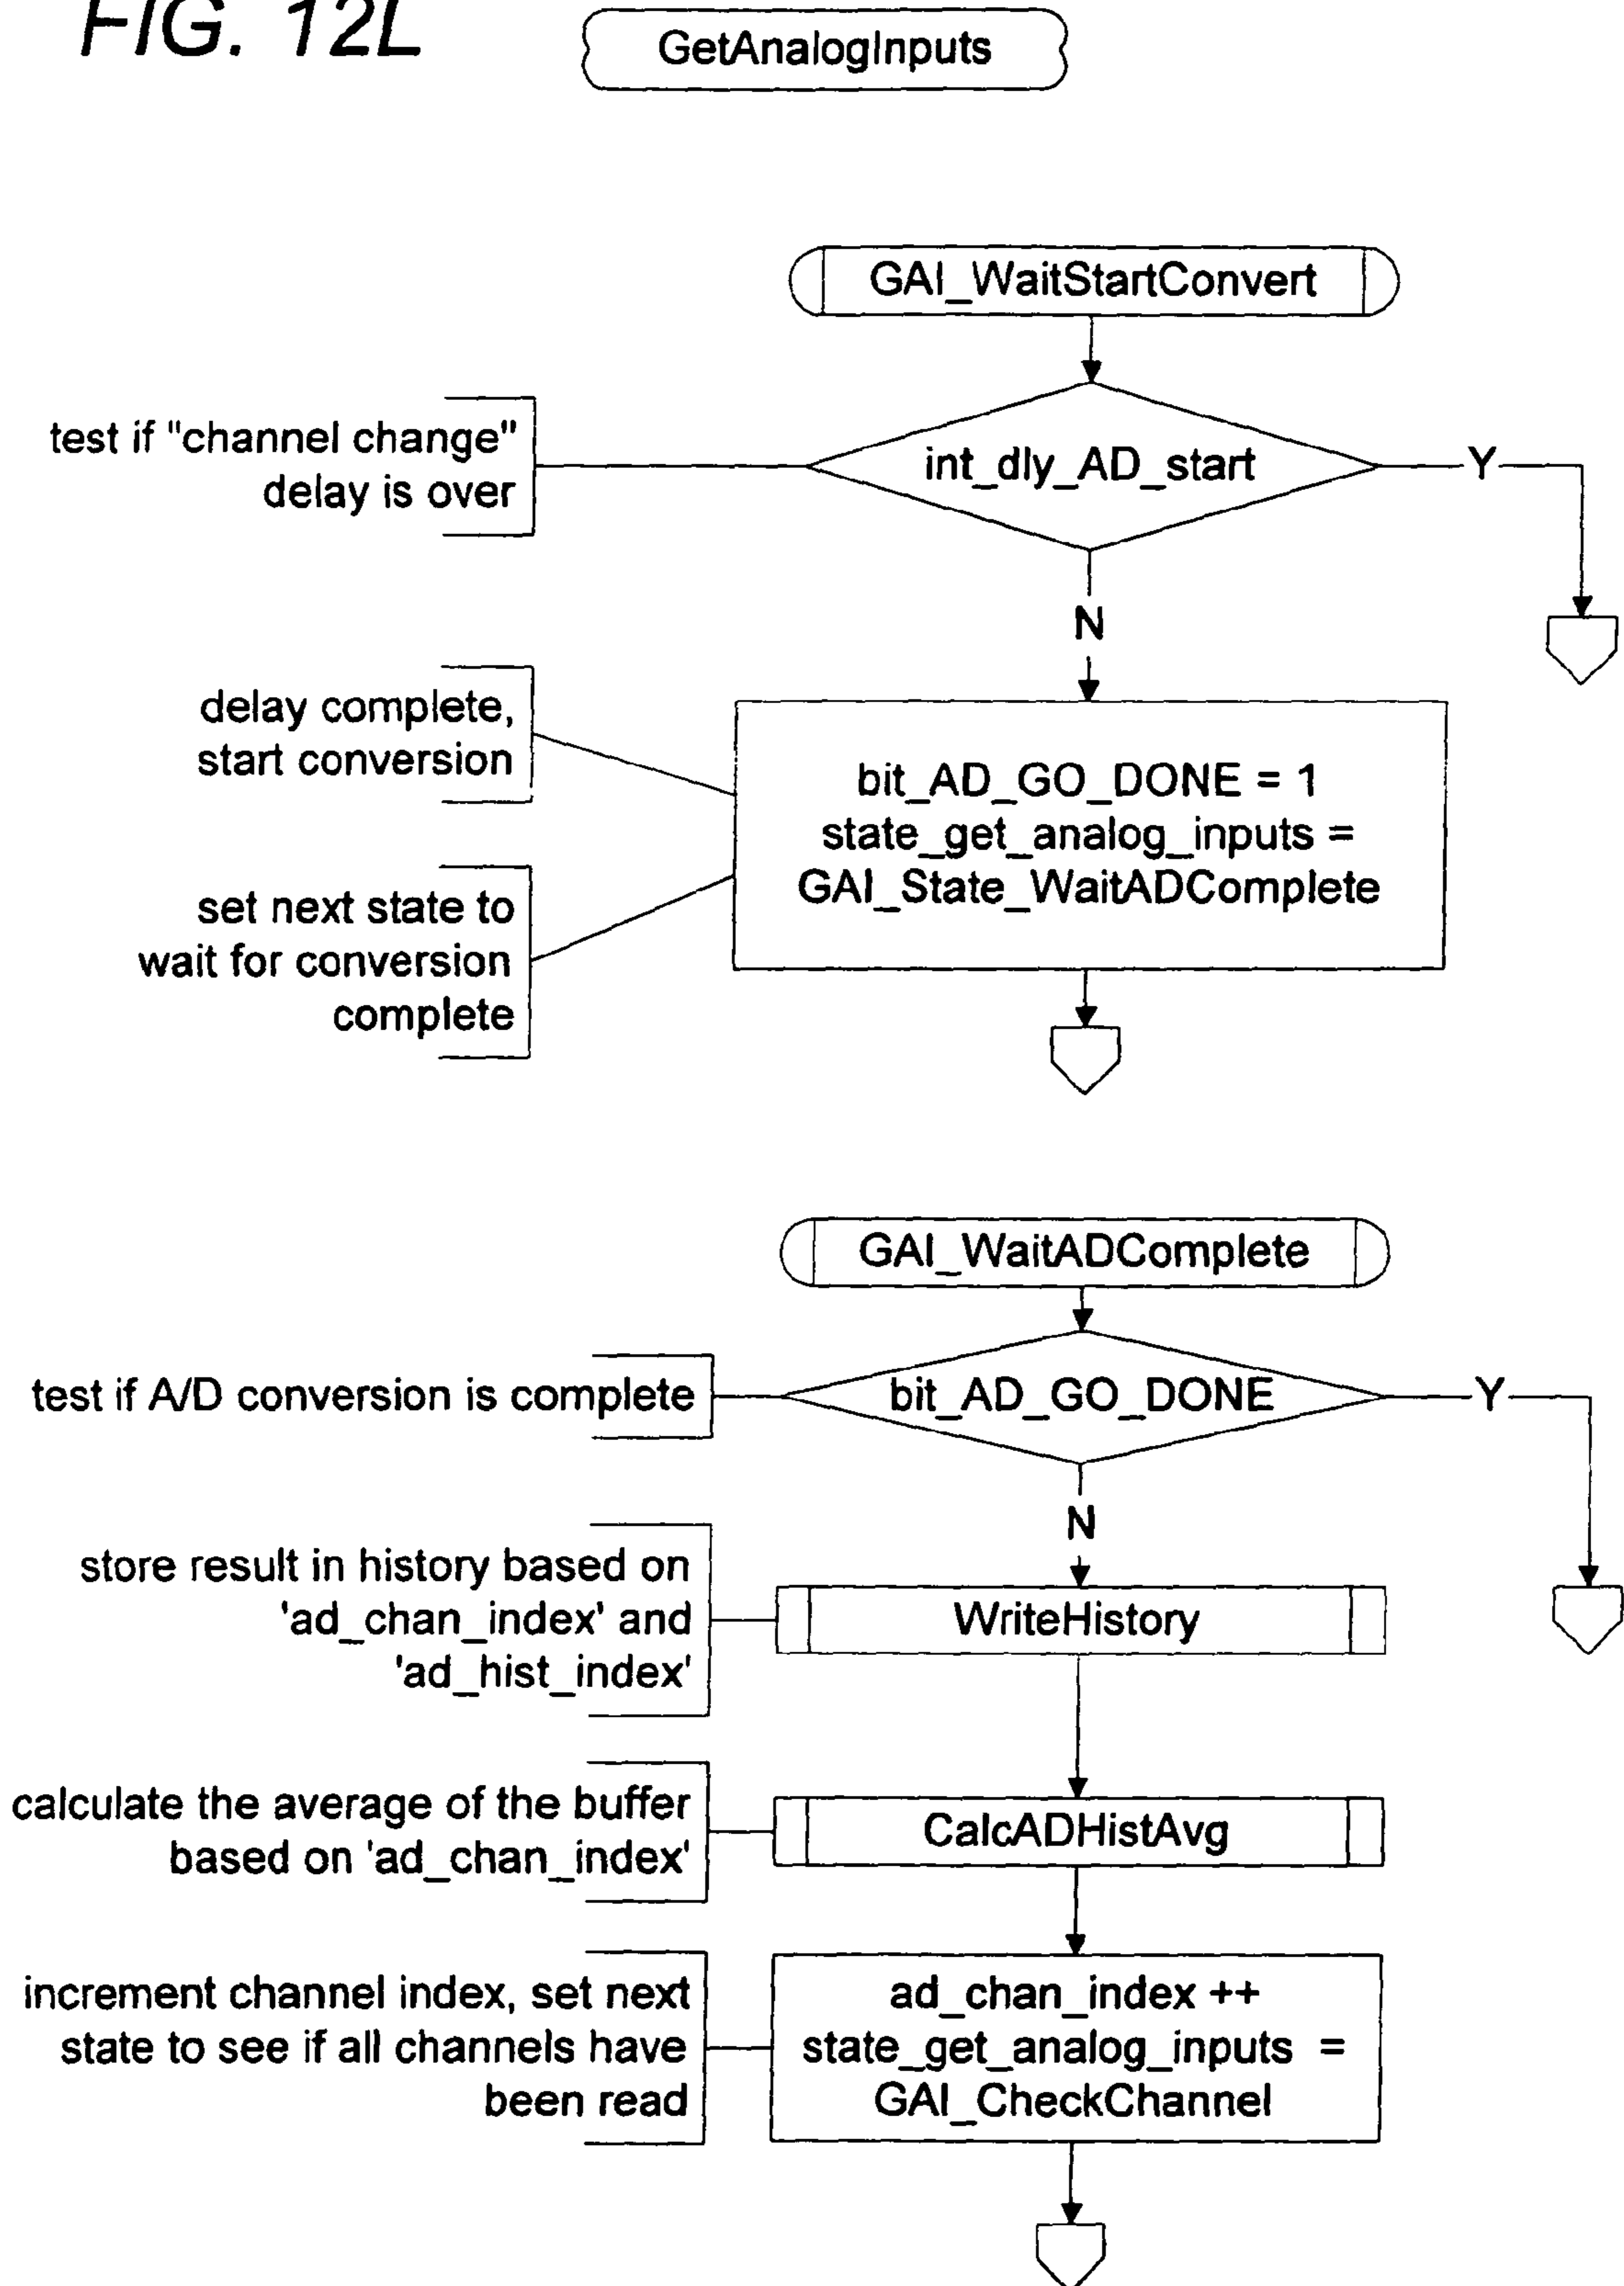 FIG. 12L
GetAnalogInputs
GAI_WaitStartConvert
test if "channel change"
delay is over
int_dly_AD_start
Y
N
delay complete,
start conversion
bit_AD_GO_DONE = 1
state_get_analog_inputs =
GAI_State_WaitADComplete
set next state to
wait for conversion
complete
GAI_WaitADComplete
test if A/D conversion is complete
bit_AD_GO_DONE
Y
N
store result in history based on
'ad_chan_index' and
'ad_hist_index'
WriteHistory
calculate the average of the buffer
based on 'ad_chan_index'
CalcADHistAvg
increment channel index, set next
state to see if all channels have
been read
ad_chan_index ++
state_get_analog_inputs =
GAI_CheckChannel